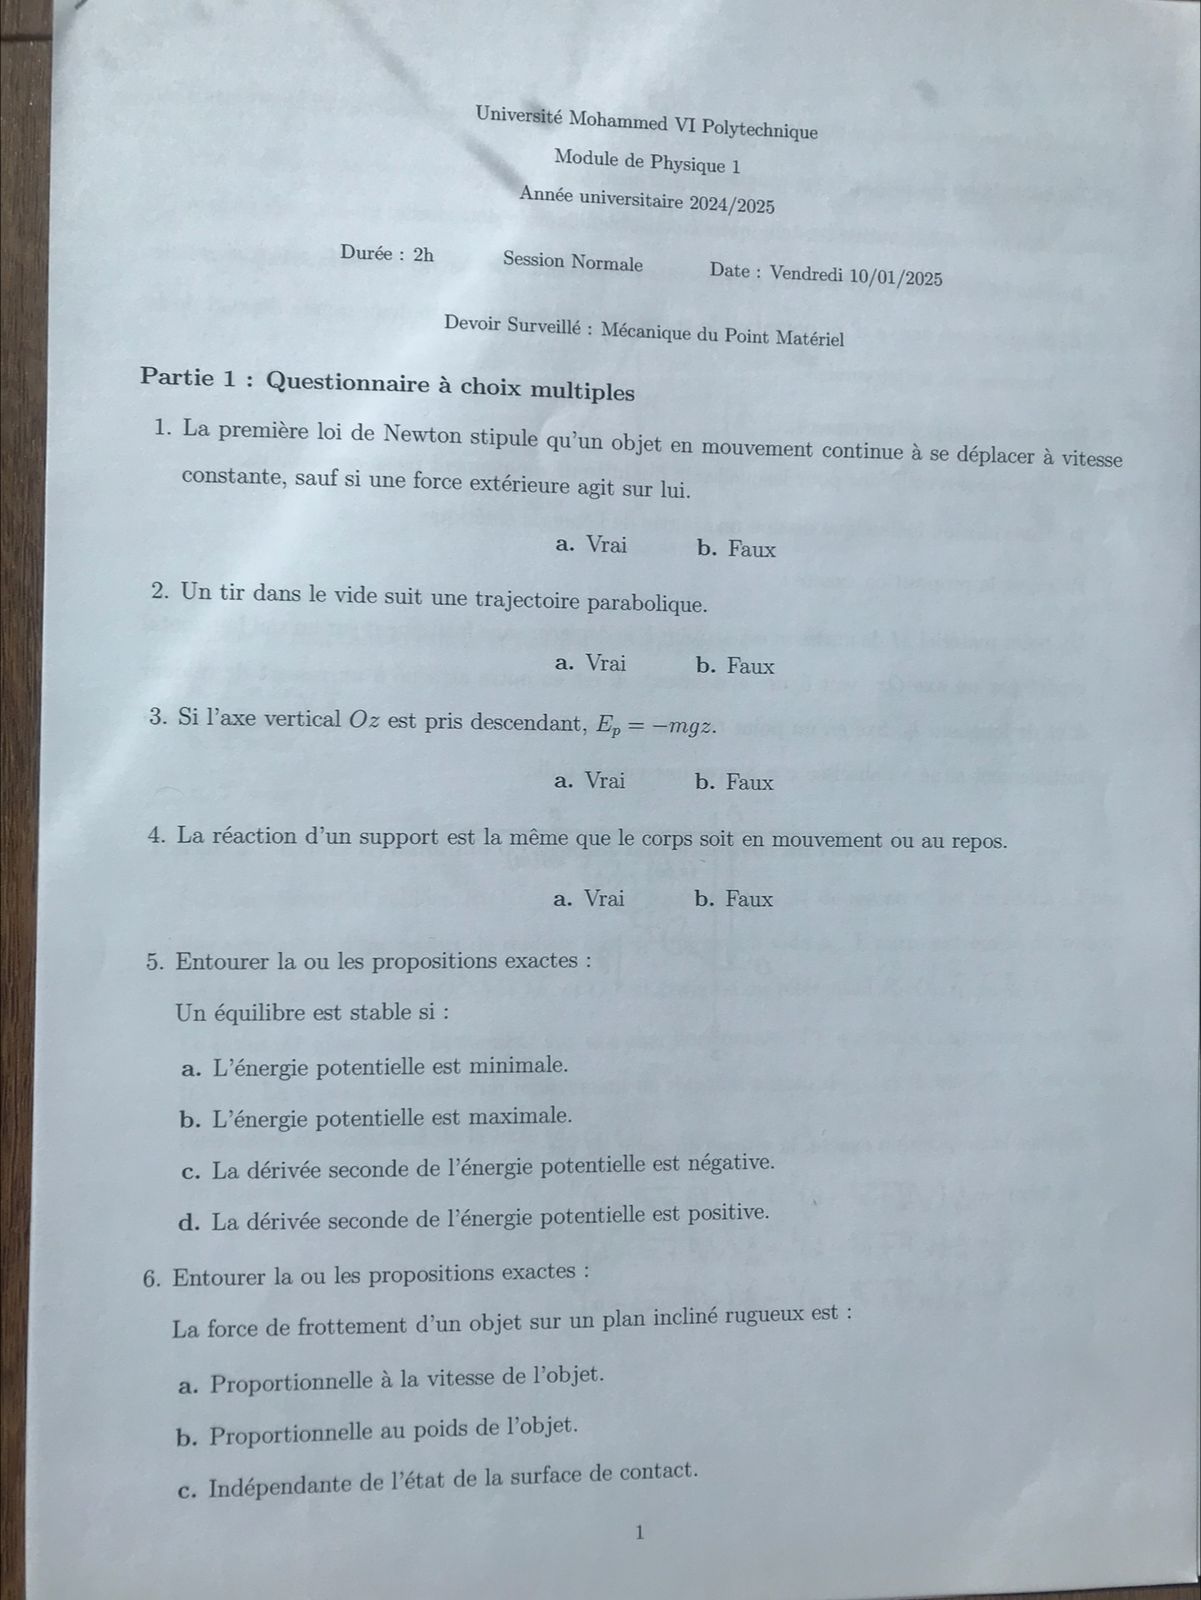 Université Mohammed VI Polytechnique
Module de Physique 1
Année universitaire 2024/2025
Durée : 2h Session Normale Date : Vendredi 10/01/2025
Devoir Surveillé : Mécanique du Point Matériel
Partie 1 : Questionnaire à choix multiples
1. La première loi de Newton stipule qu'un objet en mouvement continue à se déplacer à vitesse
constante, sauf si une force extérieure agit sur lui.
a. Vrai b. Faux
2. Un tir dans le vide suit une trajectoire parabolique.
a. Vrai b. Faux
3. Si l'axe vertical Oz est pris descendant, Eₚ = −mgz.
a. Vrai b. Faux
4. La réaction d'un support est la même que le corps soit en mouvement ou au repos.
a. Vrai b. Faux
5. Entourer la ou les propositions exactes :
Un équilibre est stable si :
a. L'énergie potentielle est minimale.
b. L'énergie potentielle est maximale.
c. La dérivée seconde de l'énergie potentielle est négative.
d. La dérivée seconde de l'énergie potentielle est positive.
6. Entourer la ou les propositions exactes :
La force de frottement d'un objet sur un plan incliné rugueux est :
a. Proportionnelle à la vitesse de l'objet.
b. Proportionnelle au poids de l'objet.
c. Indépendante de l'état de la surface de contact.
1